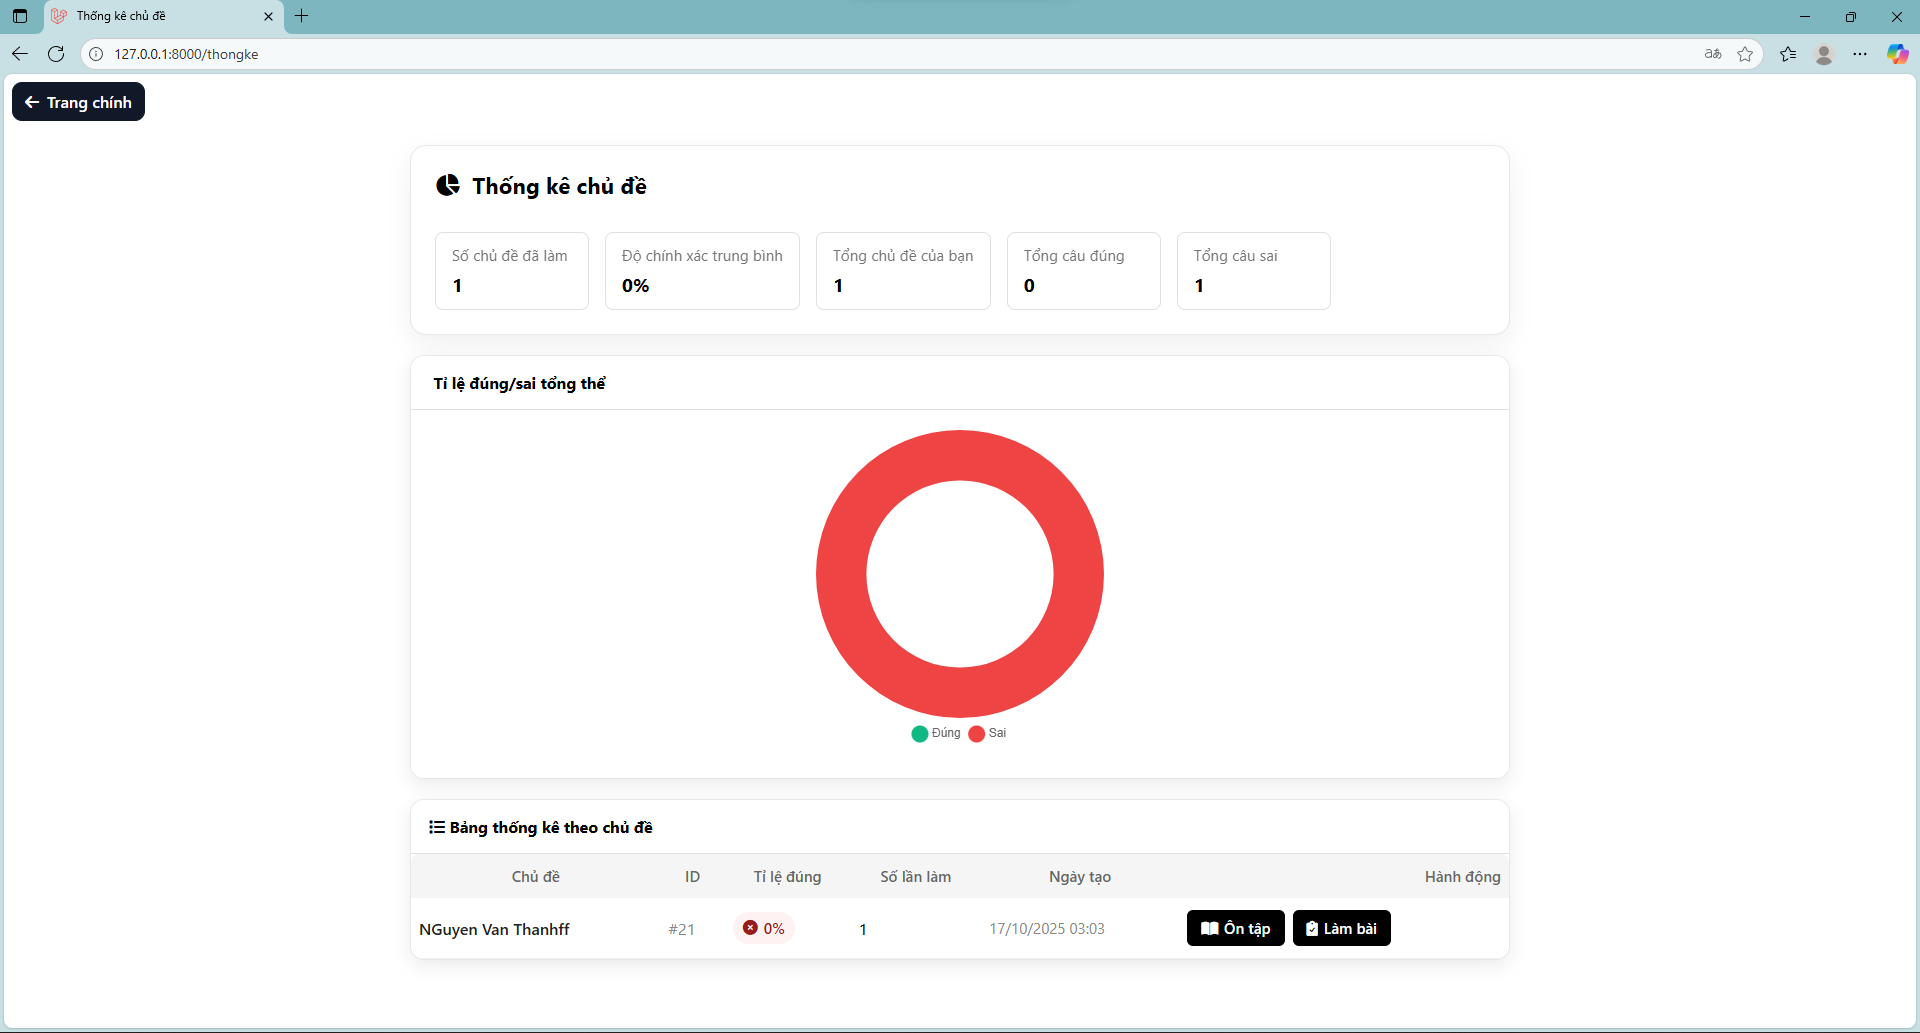 Thống kê chủ đề
127.0.0.1:8000/thongke
Trang chính
Thống kê chủ đề
Số chủ đề đã làm
1
Độ chính xác trung bình
0%
Tổng chủ đề của bạn
1
Tổng câu đúng
0
Tổng câu sai
1
Tỉ lệ đúng/sai tổng thể
Đúng Sai
Bảng thống kê theo chủ đề
Chủ đề ID Tỉ lệ đúng Số lần làm Ngày tạo Hành động
NGuyen Van Thanhff #21 0% 1 17/10/2025 03:03 Ôn tập Làm bài